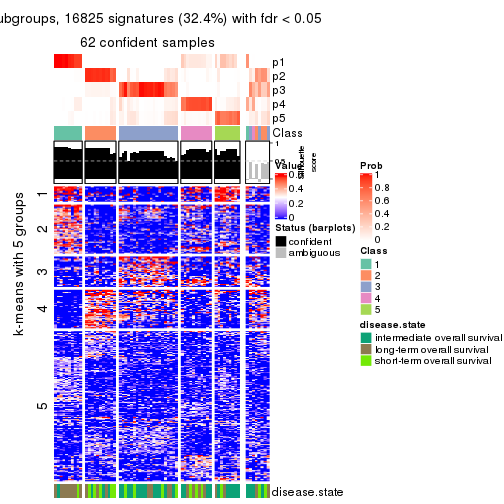 ubgroups, 16825 signatures (32.4%) with fdr < 0.05
62 confident samples
p1
p2
p3
p4
p5
Class
1
0.5
0
Silhouette
score
Value
0.6
0.4
0.2
0
Status (barplots)
confident
ambiguous
Prob
1
0.8
0.6
0.4
0.2
0
Class
1
2
3
4
5
disease.state
intermediate overall survival
long-term overall survival
short-term overall survival
k-means with 5 groups
1
2
3
4
5
disease.state